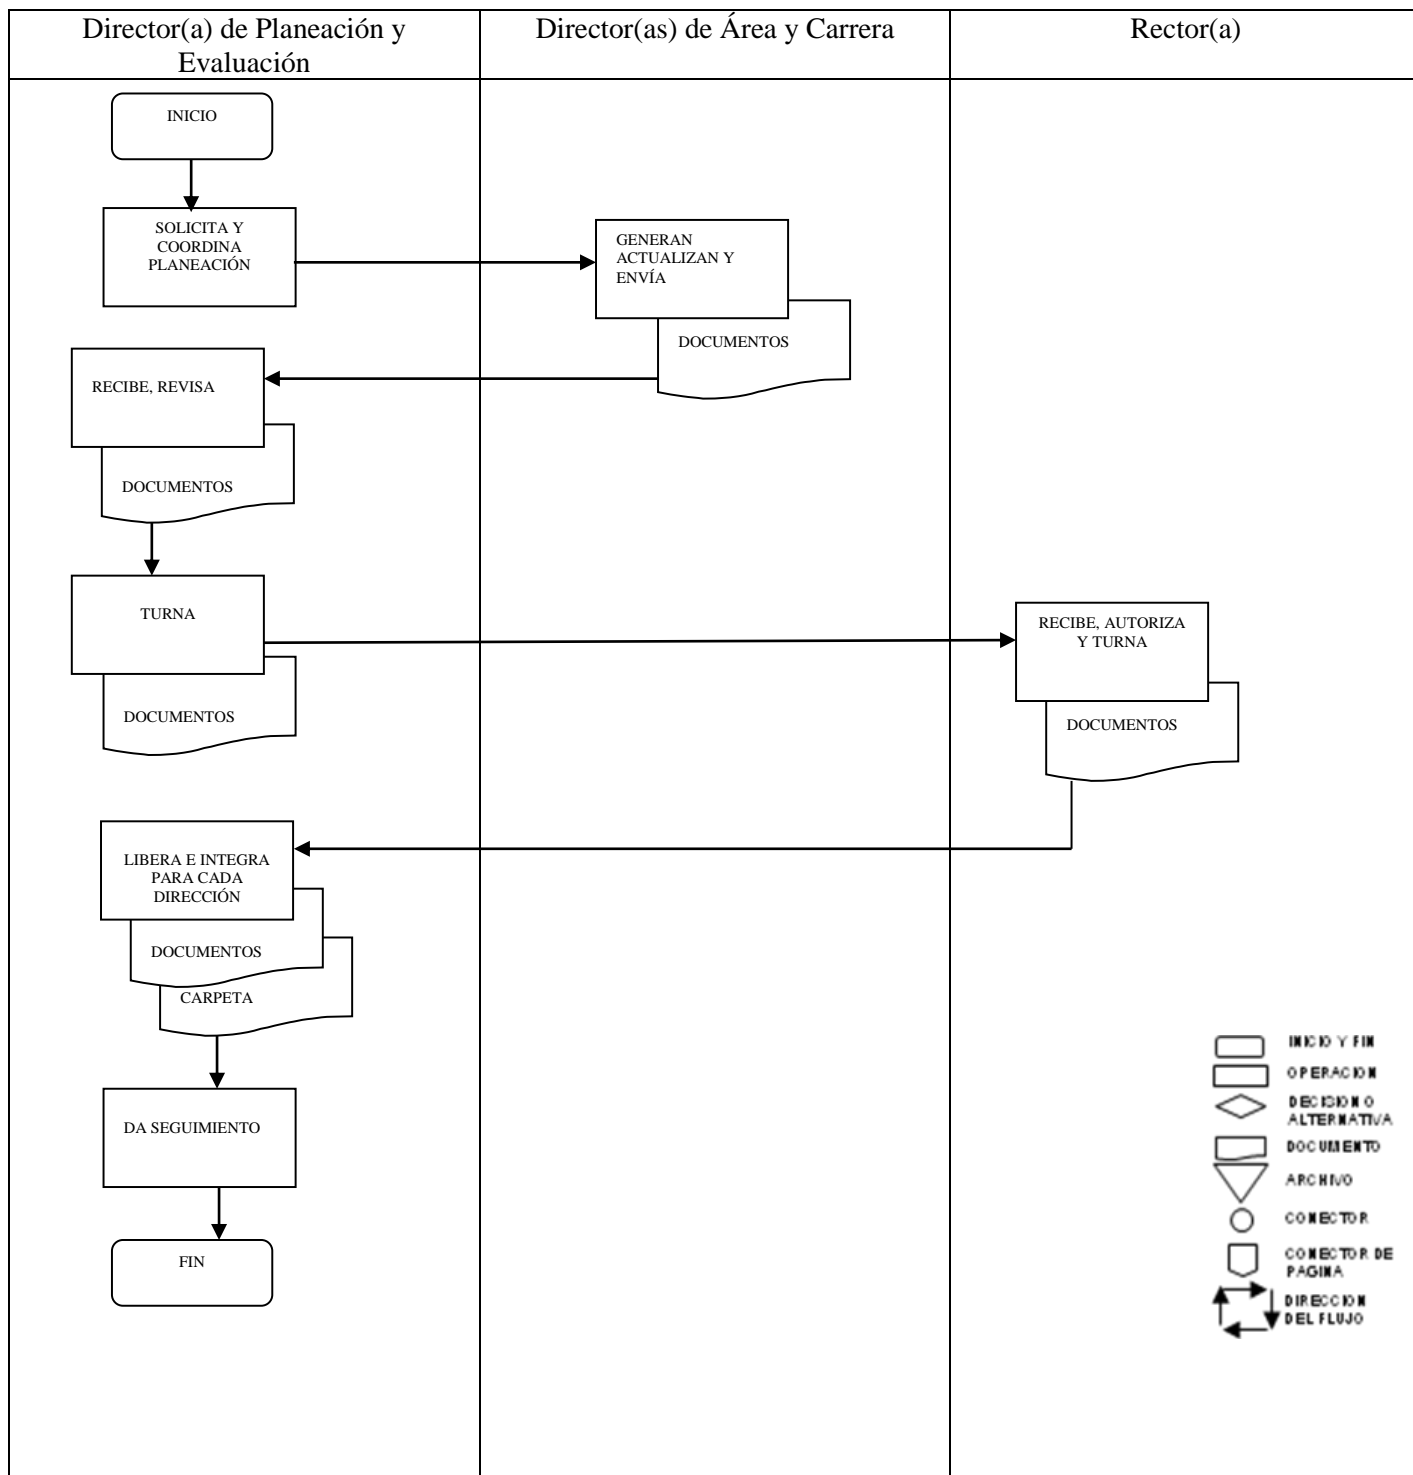 Director(a) de Planeación y
Evaluación
Director(as) de Área y Carrera
Rector(a)
INICIO
SOLICITA Y
COORDINA
PLANEACIÓN
GENERAN
ACTUALIZAN Y
ENVÍA
DOCUMENTOS
RECIBE, REVISA
DOCUMENTOS
TURNA
DOCUMENTOS
RECIBE, AUTORIZA
Y TURNA
DOCUMENTOS
LIBERA E INTEGRA
PARA CADA
DIRECCIÓN
DOCUMENTOS
CARPETA
DA SEGUIMIENTO
FIN
INICIO Y FIN
OPERACION
DECISION O
ALTERNATIVA
DOCUMENTO
ARCHIVO
CONECTOR
CONECTOR DE
PAGINA
DIRECCION
DEL FLUJO